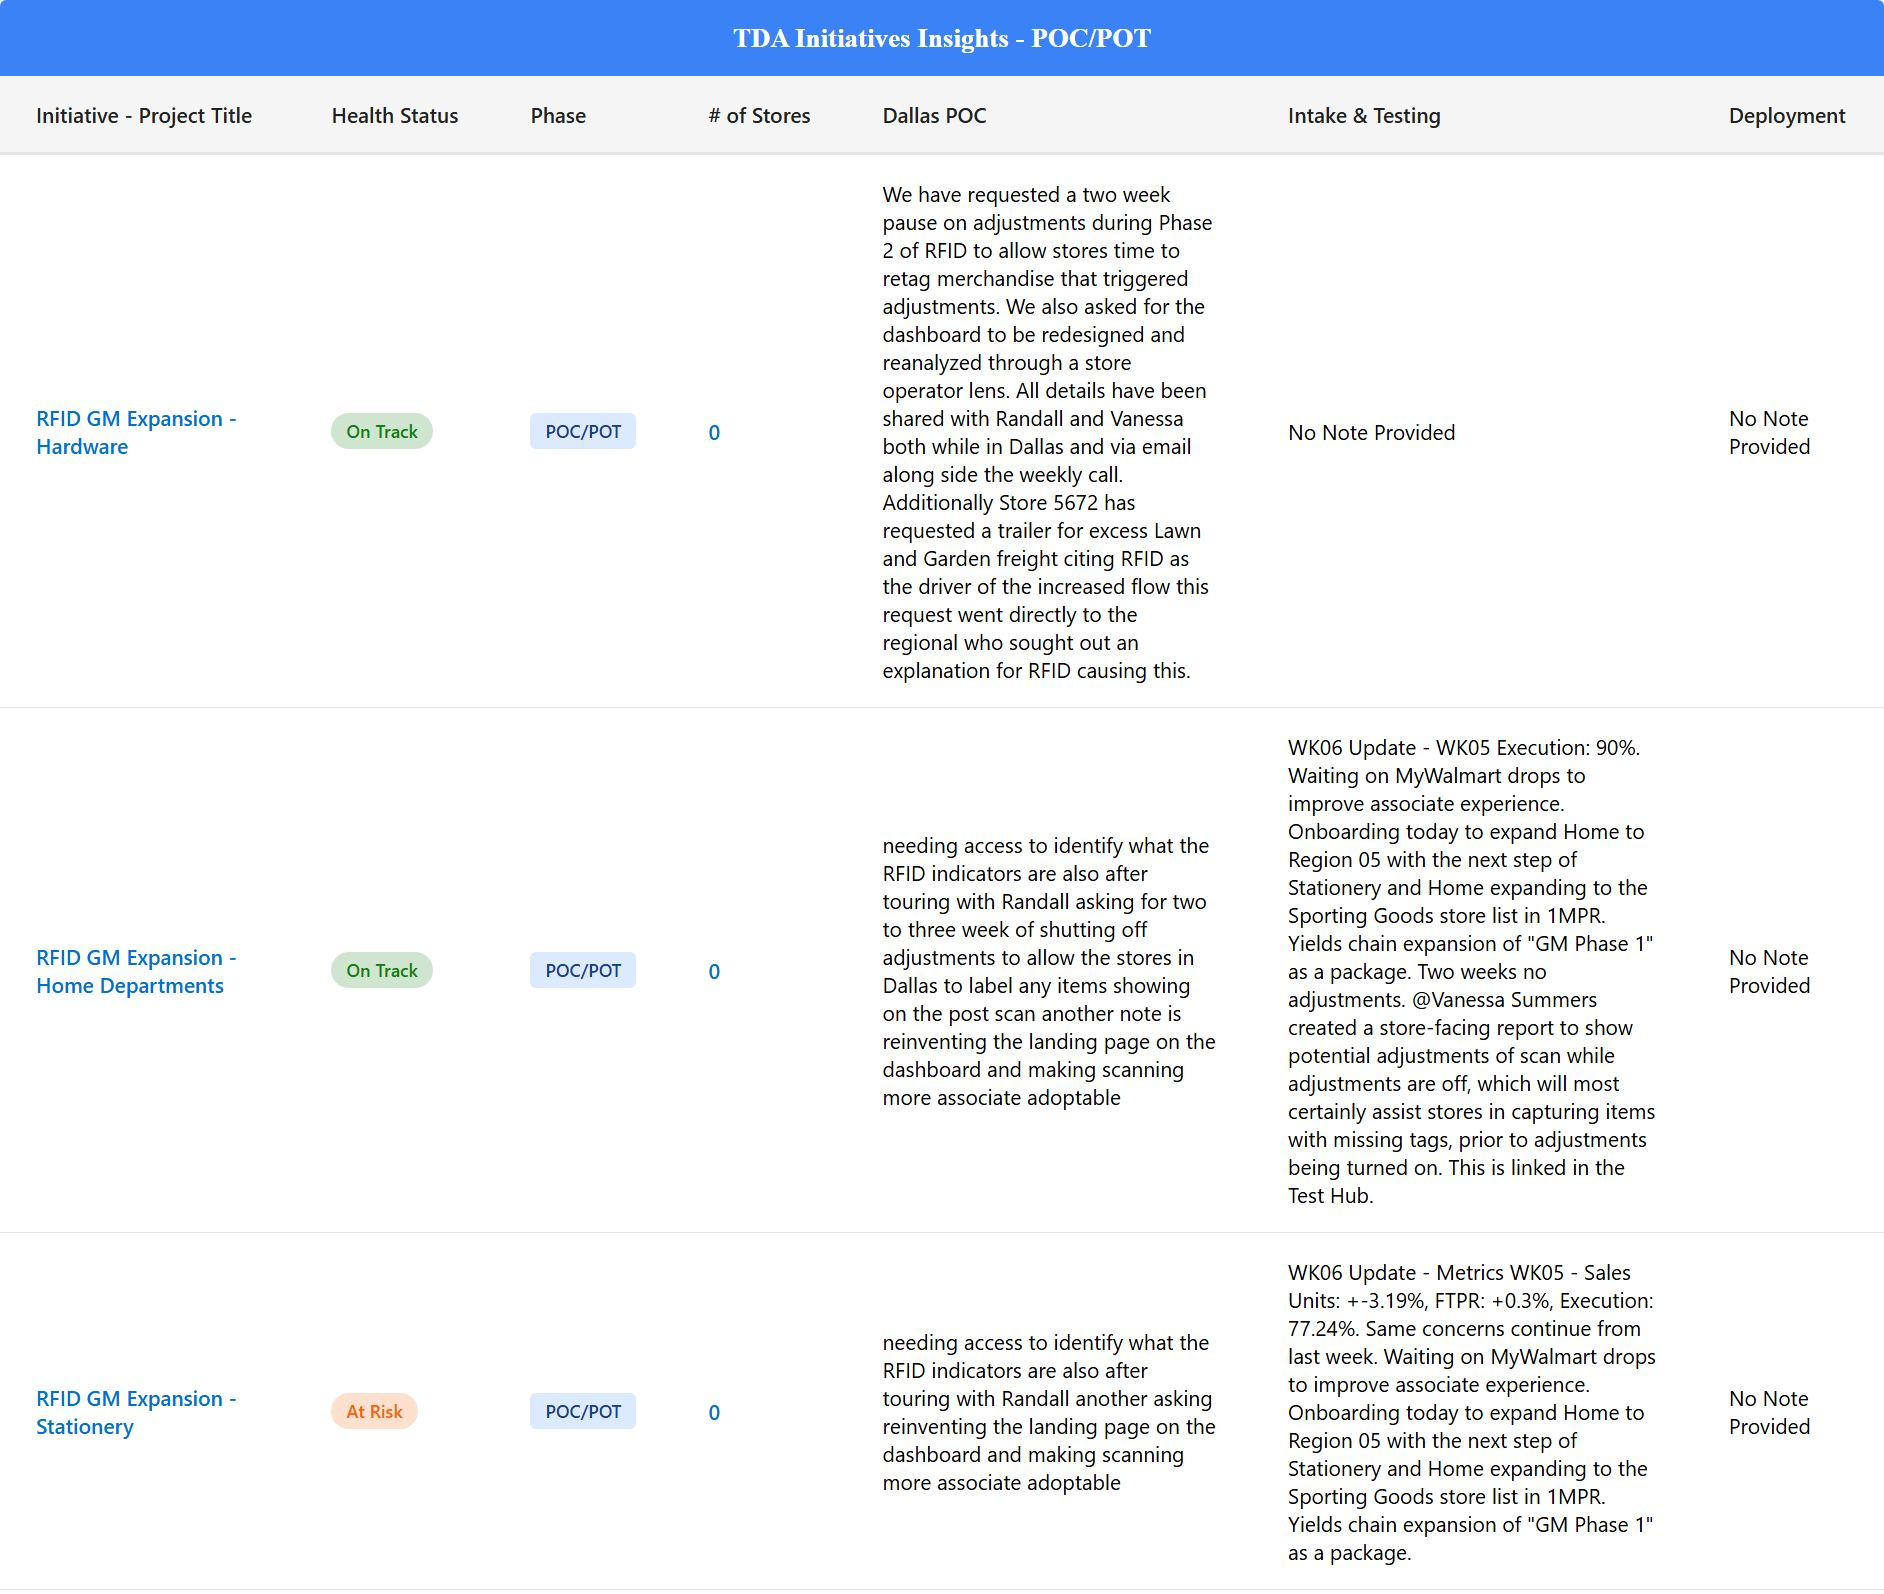 TDA Initiatives Insights - POC/POT
Initiative - Project Title
Health Status
Phase
# of Stores
Dallas POC
Intake & Testing
Deployment
RFID GM Expansion -
Hardware
On Track
POC/POT
0
We have requested a two week
pause on adjustments during Phase
2 of RFID to allow stores time to
retag merchandise that triggered
adjustments. We also asked for the
dashboard to be redesigned and
reanalyzed through a store
operator lens. All details have been
shared with Randall and Vanessa
both while in Dallas and via email
along side the weekly call.
Additionally Store 5672 has
requested a trailer for excess Lawn
and Garden freight citing RFID as
the driver of the increased flow this
request went directly to the
regional who sought out an
explanation for RFID causing this.
No Note Provided
No Note
Provided
RFID GM Expansion -
Home Departments
On Track
POC/POT
0
needing access to identify what the
RFID indicators are also after
touring with Randall asking for two
to three week of shutting off
adjustments to allow the stores in
Dallas to label any items showing
on the post scan another note is
reinventing the landing page on the
dashboard and making scanning
more associate adoptable
WK06 Update - WK05 Execution: 90%.
Waiting on MyWalmart drops to
improve associate experience.
Onboarding today to expand Home to
Region 05 with the next step of
Stationery and Home expanding to the
Sporting Goods store list in 1MPR.
Yields chain expansion of "GM Phase 1"
as a package. Two weeks no
adjustments. @Vanessa Summers
created a store-facing report to show
potential adjustments of scan while
adjustments are off, which will most
certainly assist stores in capturing items
with missing tags, prior to adjustments
being turned on. This is linked in the
Test Hub.
No Note
Provided
RFID GM Expansion -
Stationery
At Risk
POC/POT
0
needing access to identify what the
RFID indicators are also after
touring with Randall another asking
reinventing the landing page on the
dashboard and making scanning
more associate adoptable
WK06 Update - Metrics WK05 - Sales
Units: +-3.19%, FTPR: +0.3%, Execution:
77.24%. Same concerns continue from
last week. Waiting on MyWalmart drops
to improve associate experience.
Onboarding today to expand Home to
Region 05 with the next step of
Stationery and Home expanding to the
Sporting Goods store list in 1MPR.
Yields chain expansion of "GM Phase 1"
as a package.
No Note
Provided